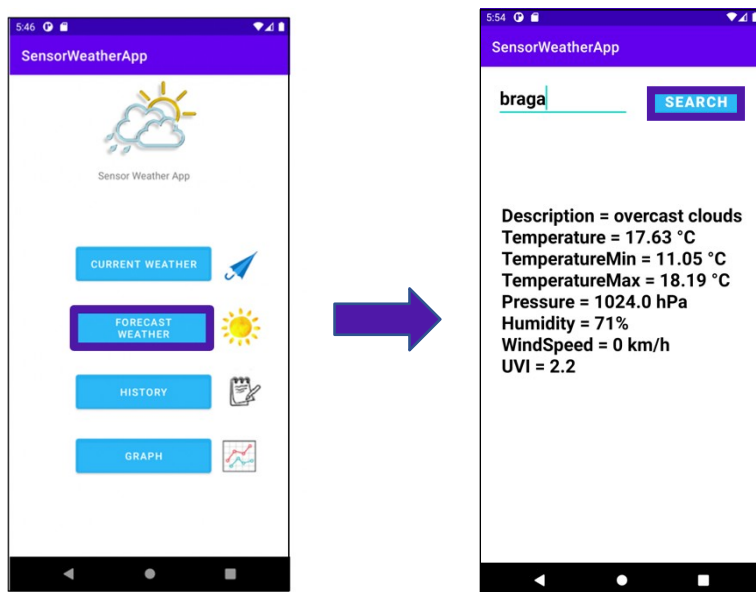 5:46
SensorWeatherApp
Sensor Weather App
CURRENT WEATHER
FORECAST
WEATHER
HISTORY
GRAPH
5:54
SensorWeatherApp
braga
SEARCH
Description = overcast clouds
Temperature = 17.63 °C
TemperatureMin = 11.05 °C
TemperatureMax = 18.19 °C
Pressure = 1024.0 hPa
Humidity = 71%
WindSpeed = 0 km/h
UVI = 2.2